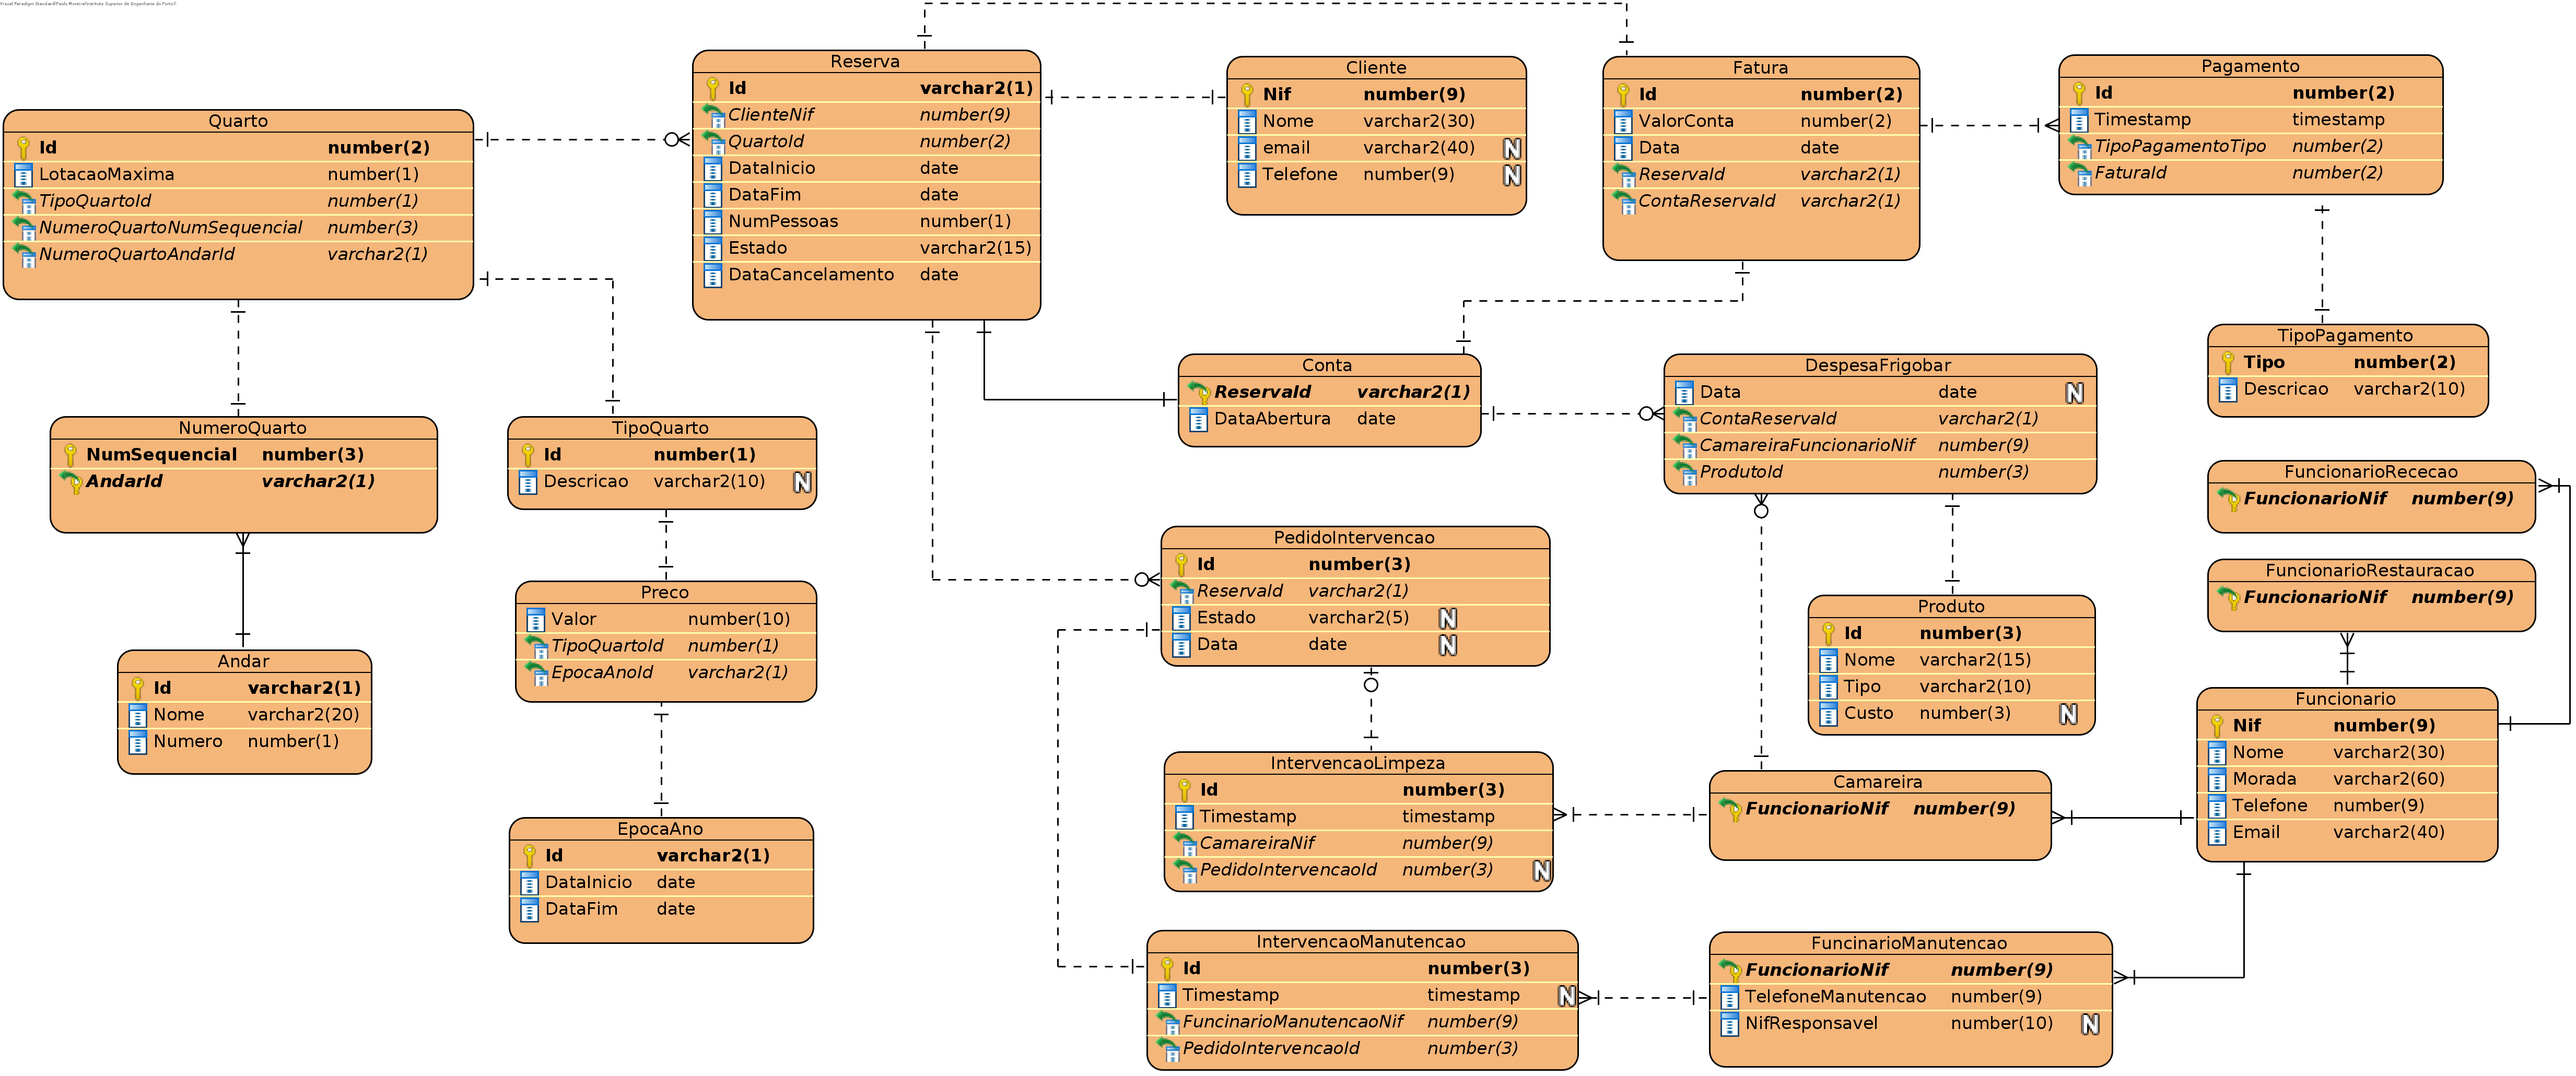 Visual Paradigm Standard(Paulo Moreira(Instituto Superior de Engenharia do Porto))
Quarto
Id number(2)
LotacaoMaxima number(1)
TipoQuartoId number(1)
NumeroQuartoNumSequencial number(3)
NumeroQuartoAndarId varchar2(1)
Reserva
Id varchar2(1)
ClienteNif number(9)
QuartoId number(2)
DataInicio date
DataFim date
NumPessoas number(1)
Estado varchar2(15)
DataCancelamento date
Cliente
Nif number(9)
Nome varchar2(30)
email varchar2(40) N
Telefone number(9) N
Fatura
Id number(2)
ValorConta number(2)
Data date
ReservaId varchar2(1)
ContaReservaId varchar2(1)
Pagamento
Id number(2)
Timestamp timestamp
TipoPagamentoTipo number(2)
FaturaId number(2)
TipoPagamento
Tipo number(2)
Descricao varchar2(10)
NumeroQuarto
NumSequencial number(3)
AndarId varchar2(1)
TipoQuarto
Id number(1)
Descricao varchar2(10) N
Conta
ReservaId varchar2(1)
DataAbertura date
DespesaFrigobar
Data date N
ContaReservaId varchar2(1)
CamareiraFuncionarioNif number(9)
ProdutoId number(3)
FuncionarioRececao
FuncionarioNif number(9)
FuncionarioRestauracao
FuncionarioNif number(9)
PedidoIntervencao
Id number(3)
ReservaId varchar2(1)
Estado varchar2(5) N
Data date N
Preco
Valor number(10)
TipoQuartoId number(1)
EpocaAnoId varchar2(1)
Produto
Id number(3)
Nome varchar2(15)
Tipo varchar2(10)
Custo number(3) N
Andar
Id varchar2(1)
Nome varchar2(20)
Numero number(1)
Funcionario
Nif number(9)
Nome varchar2(30)
Morada varchar2(60)
Telefone number(9)
Email varchar2(40)
IntervencaoLimpeza
Id number(3)
Timestamp timestamp
CamareiraNif number(9)
PedidoIntervencaoId number(3) N
Camareira
FuncionarioNif number(9)
EpocaAno
Id varchar2(1)
DataInicio date
DataFim date
IntervencaoManutencao
Id number(3)
Timestamp timestamp N
FuncinarioManutencaoNif number(9)
PedidoIntervencaoId number(3)
FuncinarioManutencao
FuncionarioNif number(9)
TelefoneManutencao number(9)
NifResponsavel number(10) N